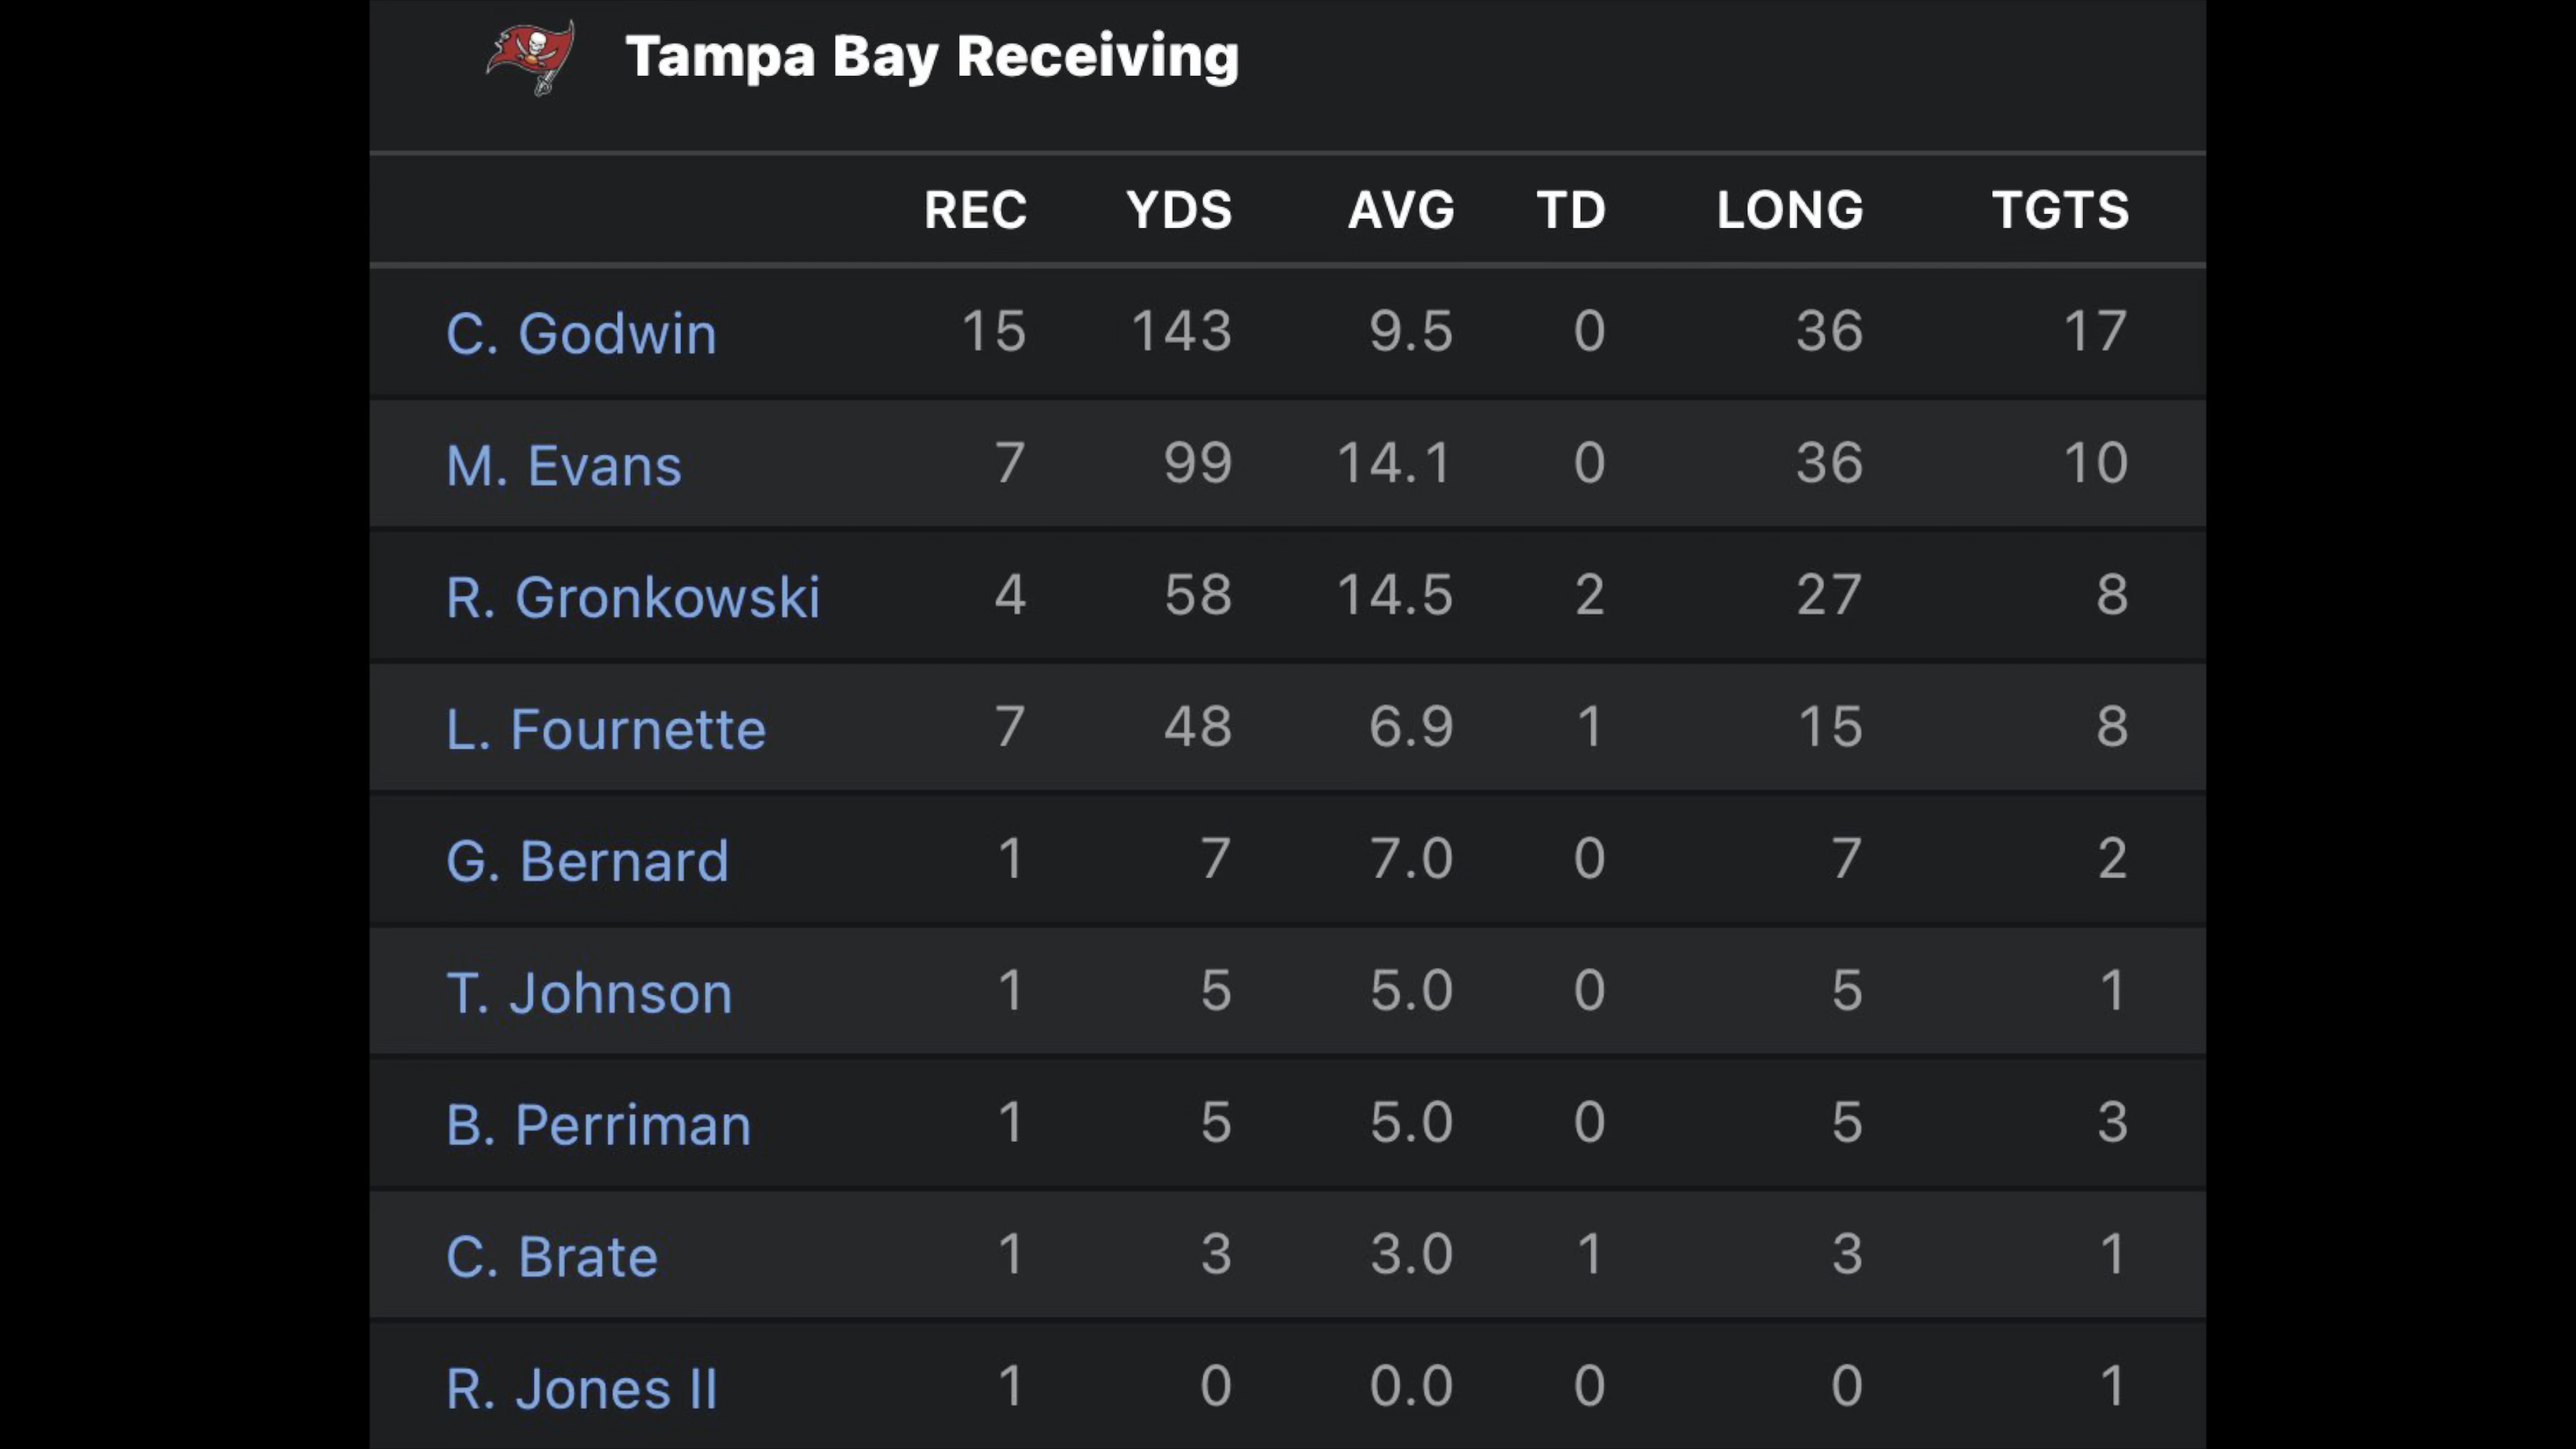 Tampa Bay Receiving
REC YDS AVG TD LONG TGTS
C. Godwin 15 143 9.5 0 36 17
M. Evans 7 99 14.1 0 36 10
R. Gronkowski 4 58 14.5 2 27 8
L. Fournette 7 48 6.9 1 15 8
G. Bernard 1 7 7.0 0 7 2
T. Johnson 1 5 5.0 0 5 1
B. Perriman 1 5 5.0 0 5 3
C. Brate 1 3 3.0 1 3 1
R. Jones II 1 0 0.0 0 0 1